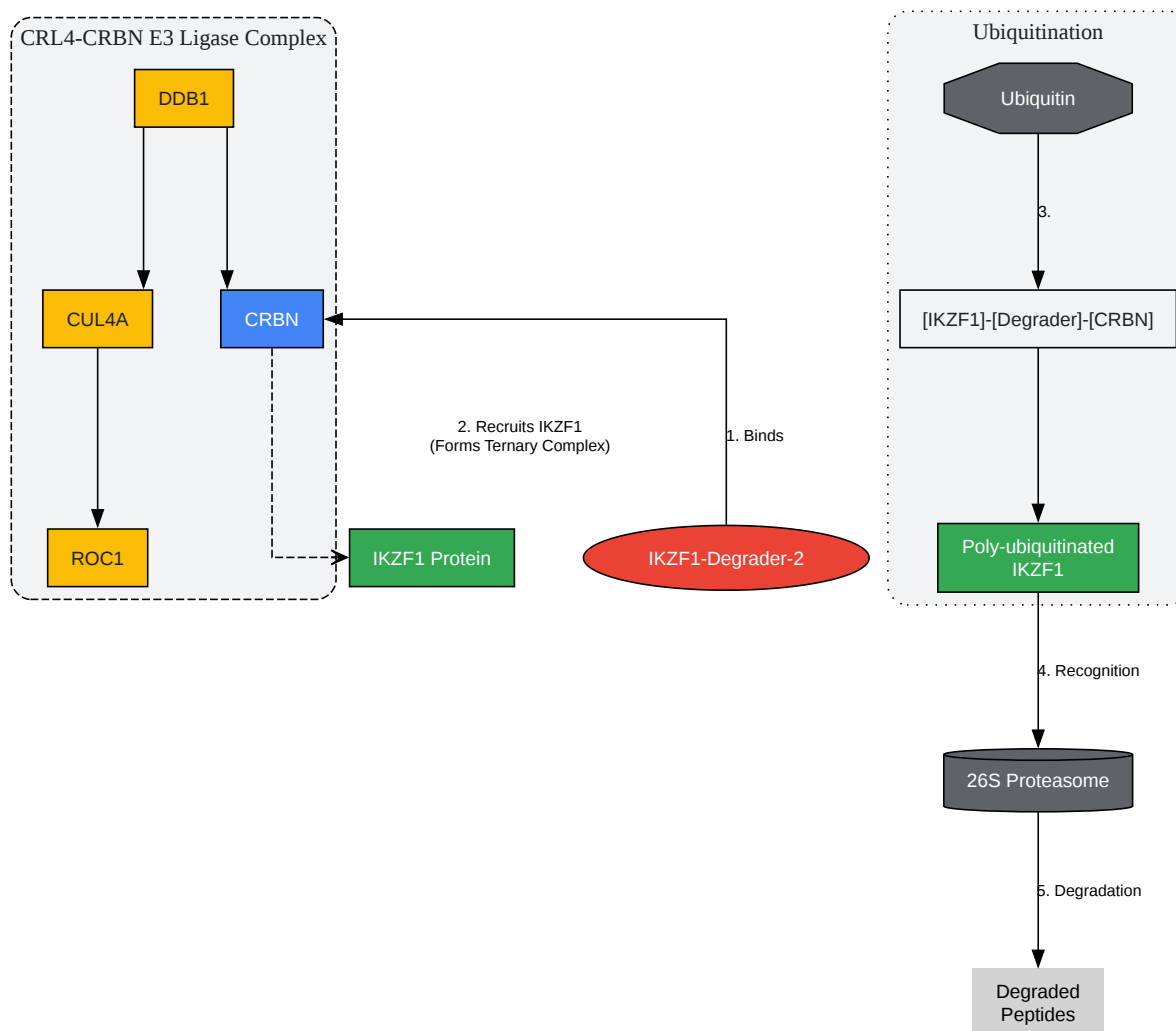 CRL4-CRBN E3 Ligase Complex
DDB1
CUL4A
CRBN
ROC1
2. Recruits IKZF1
(Forms Ternary Complex)
1. Binds
IKZF1 Protein
IKZF1-Degrader-2
Ubiquitination
Ubiquitin
3.
[IKZF1]-[Degrader]-[CRBN]
Poly-ubiquitinated
IKZF1
4. Recognition
26S Proteasome
5. Degradation
Degraded
Peptides